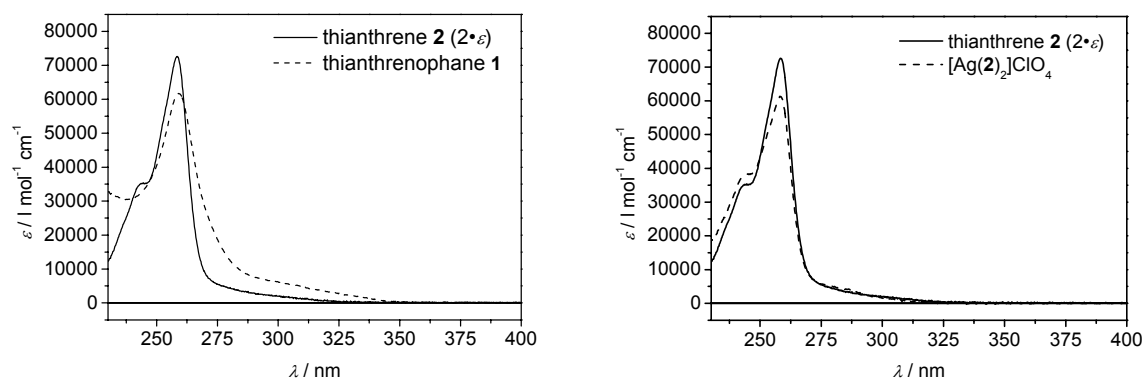 80000
70000
60000
50000
40000
30000
20000
10000
0
ε / l mol⁻¹ cm⁻¹
thianthrene 2 (2•ε)
thianthrenophane 1
250 275 300 325 350 375 400
λ / nm
80000
70000
60000
50000
40000
30000
20000
10000
0
ε / l mol⁻¹ cm⁻¹
thianthrene 2 (2•ε)
[Ag(2)₂]ClO₄
250 275 300 325 350 375 400
λ / nm